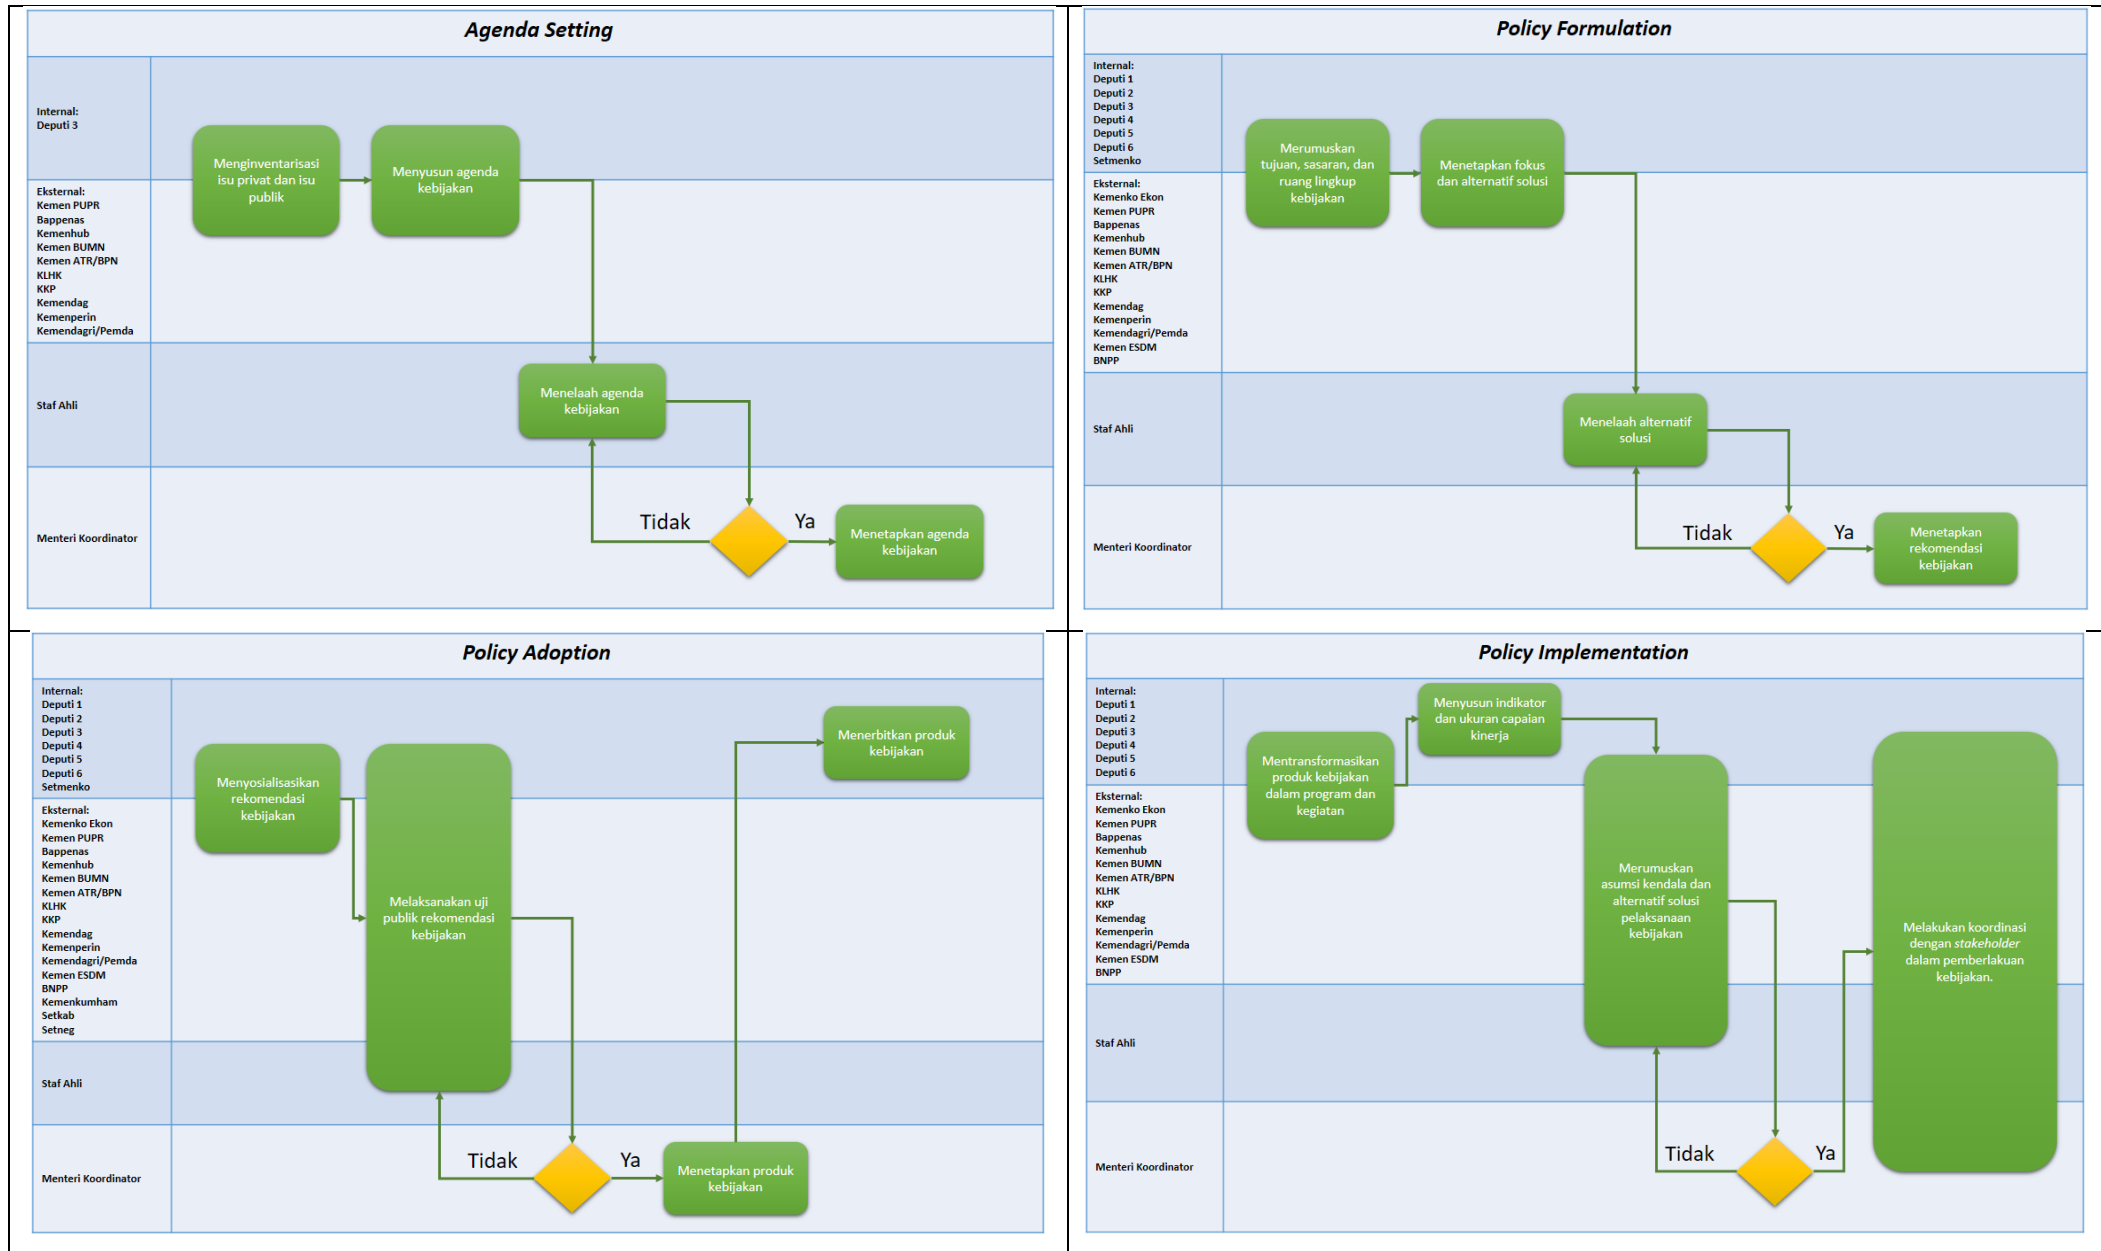 Agenda Setting
Internal:
Deputi 3
Eksternal:
Kemen PUPR
Bappenas
Kemenhub
Kemen BUMN
Kemen ATR/BPN
KLHK
KKP
Kemendag
Kemenperin
Kemendagri/Pemda
Staf Ahli
Menteri Koordinator
Menginventarisasi
isu privat dan isu
publik
Menyusun agenda
kebijakan
Menelaah agenda
kebijakan
Tidak
Ya
Menetapkan agenda
kebijakan
Policy Formulation
Internal:
Deputi 1
Deputi 2
Deputi 3
Deputi 4
Deputi 5
Deputi 6
Setmenko
Eksternal:
Kemenko Ekon
Kemen PUPR
Bappenas
Kemenhub
Kemen BUMN
Kemen ATR/BPN
KLHK
KKP
Kemendag
Kemenperin
Kemendagri/Pemda
Kemen ESDM
BNPP
Staf Ahli
Menteri Koordinator
Merumuskan
tujuan, sasaran, dan
ruang lingkup
kebijakan
Menetapkan fokus
dan alternatif solusi
Menelaah alternatif
solusi
Tidak
Ya
Menetapkan
rekomendasi
kebijakan
Policy Adoption
Internal:
Deputi 1
Deputi 2
Deputi 3
Deputi 4
Deputi 5
Deputi 6
Setmenko
Eksternal:
Kemenko Ekon
Kemen PUPR
Bappenas
Kemenhub
Kemen BUMN
Kemen ATR/BPN
KLHK
KKP
Kemendag
Kemenperin
Kemendagri/Pemda
Kemen ESDM
BNPP
Kemenkumham
Setkab
Setneg
Staf Ahli
Menteri Koordinator
Menyosialisasikan
rekomendasi
kebijakan
Melaksanakan uji
publik rekomendasi
kebijakan
Tidak
Ya
Menetapkan produk
kebijakan
Menerbitkan produk
kebijakan
Policy Implementation
Internal:
Deputi 1
Deputi 2
Deputi 3
Deputi 4
Deputi 5
Deputi 6
Eksternal:
Kemenko Ekon
Kemen PUPR
Bappenas
Kemenhub
Kemen BUMN
Kemen ATR/BPN
KLHK
KKP
Kemendag
Kemenperin
Kemendagri/Pemda
Kemen ESDM
BNPP
Staf Ahli
Menteri Koordinator
Mentransformasikan
produk kebijakan
dalam program dan
kegiatan
Menyusun indikator
dan ukuran capaian
kinerja
Merumuskan
asumsi kendala dan
alternatif solusi
pelaksanaan
kebijakan
Tidak
Ya
Melakukan koordinasi
dengan stakeholder
dalam pemberlakuan
kebijakan.